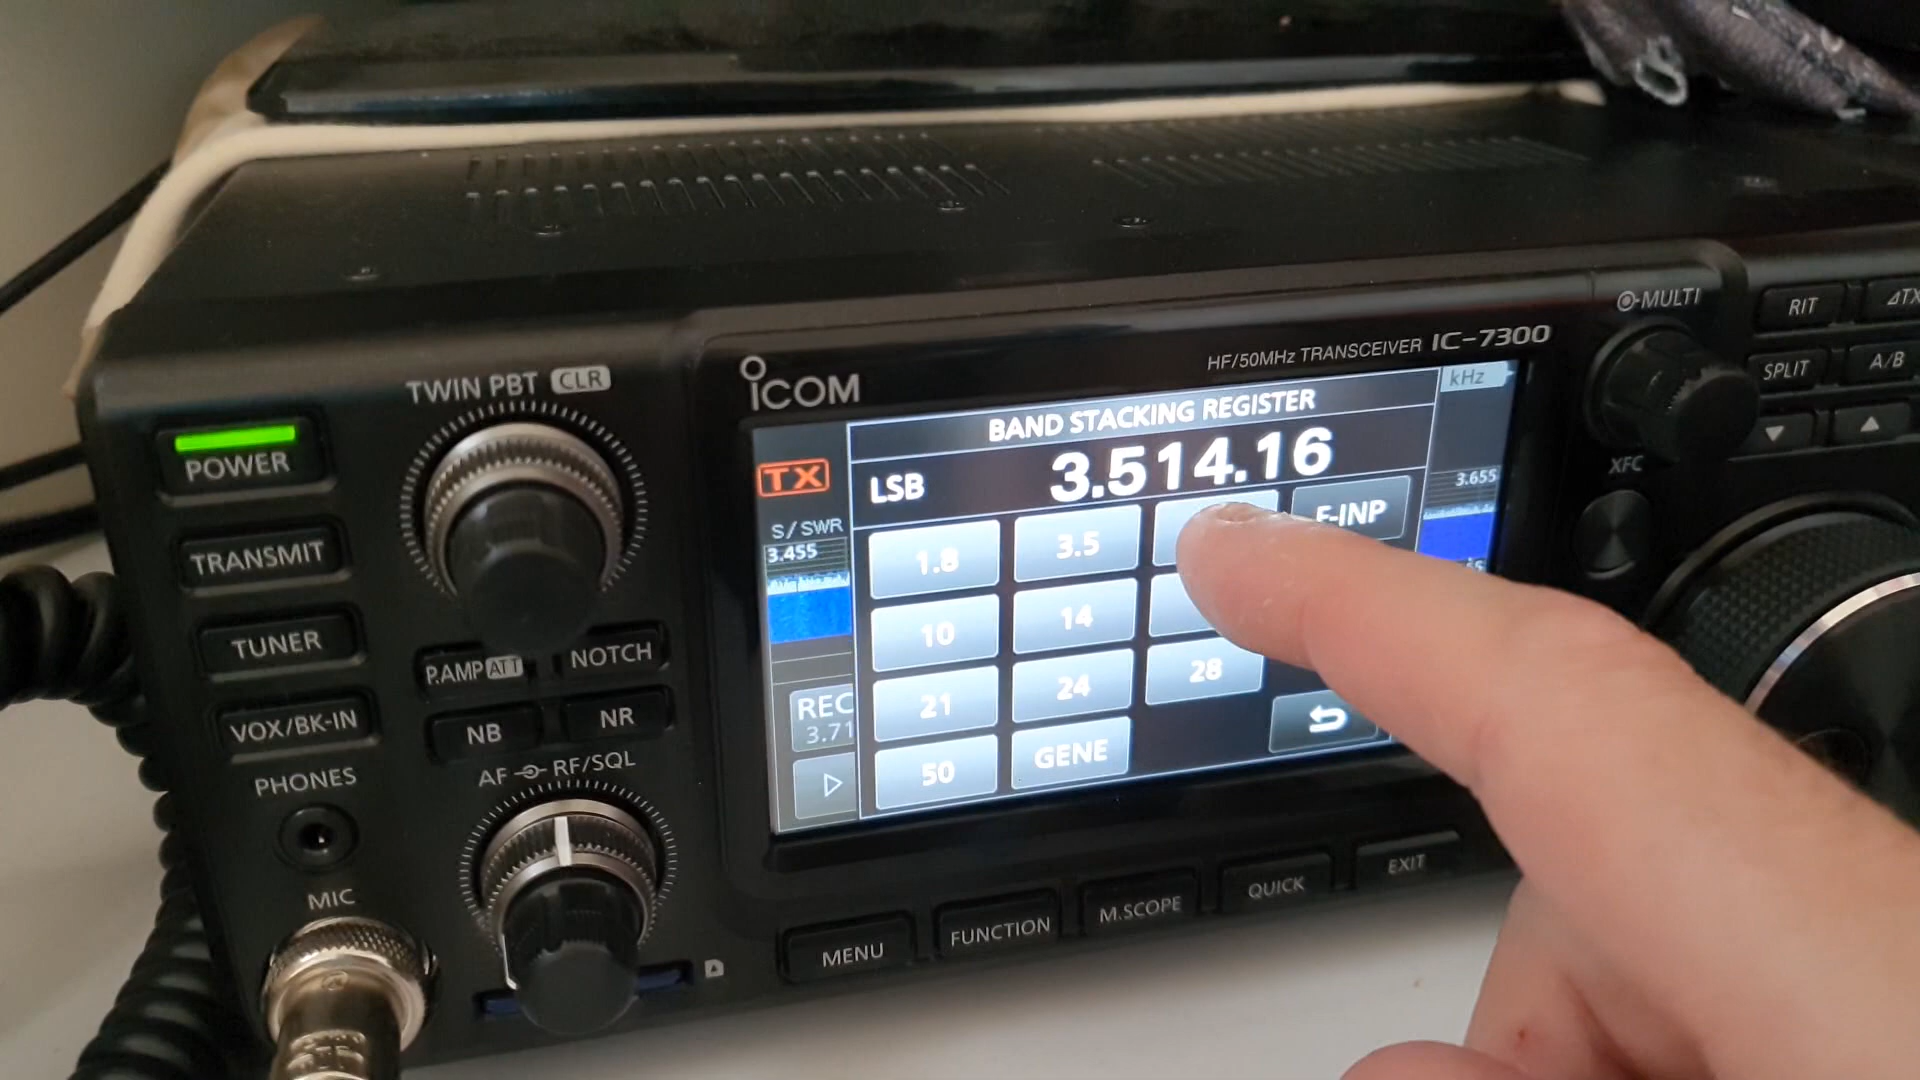 ICOM
HF/50MHz TRANSCEIVER IC-7300
MULTI
RIT
SPLIT
A/B
XFC
TWIN PBT CLR
POWER
TRANSMIT
TUNER
VOX/BK-IN
PHONES
MIC
P.AMP ATT
NOTCH
NB
NR
AF RF/SQL
BAND STACKING REGISTER
kHz
TX
LSB
3.514.16
S/SWR
3.455
3.655
1.8
3.5
F-INP
10
14
21
24
28
50
GENE
REC
3.71
MENU
FUNCTION
M.SCOPE
QUICK
EXIT